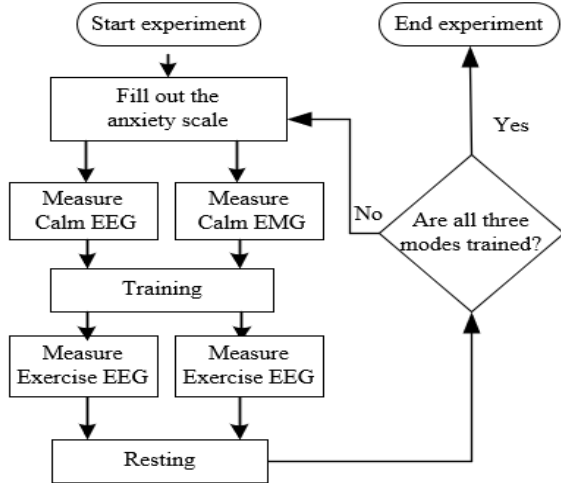 Start experiment
End experiment
Fill out the
anxiety scale
Yes
Measure
Calm EEG
Measure
Calm EMG
No
Are all three
modes trained?
Training
Measure
Exercise EEG
Measure
Exercise EEG
Resting